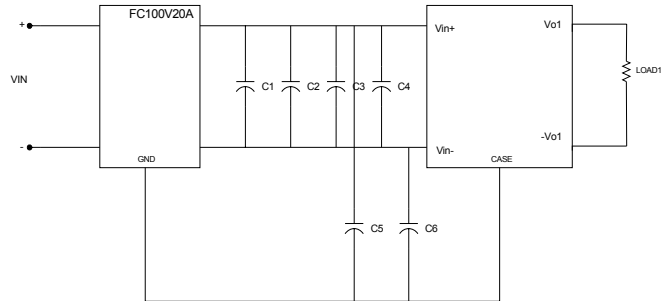 FC100V20A
+
Vin+
Vo1
VIN
C1
C2
C3
C4
LOAD1
-
Vin-
-Vo1
GND
CASE
C5
C6